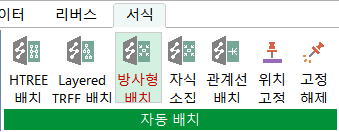 이터 리버스 서식
HTREE 배치
Layered TREE 배치
방사형 배치
자식 소집
관계선 배치
위치 고정
고정 해제
자동 배치